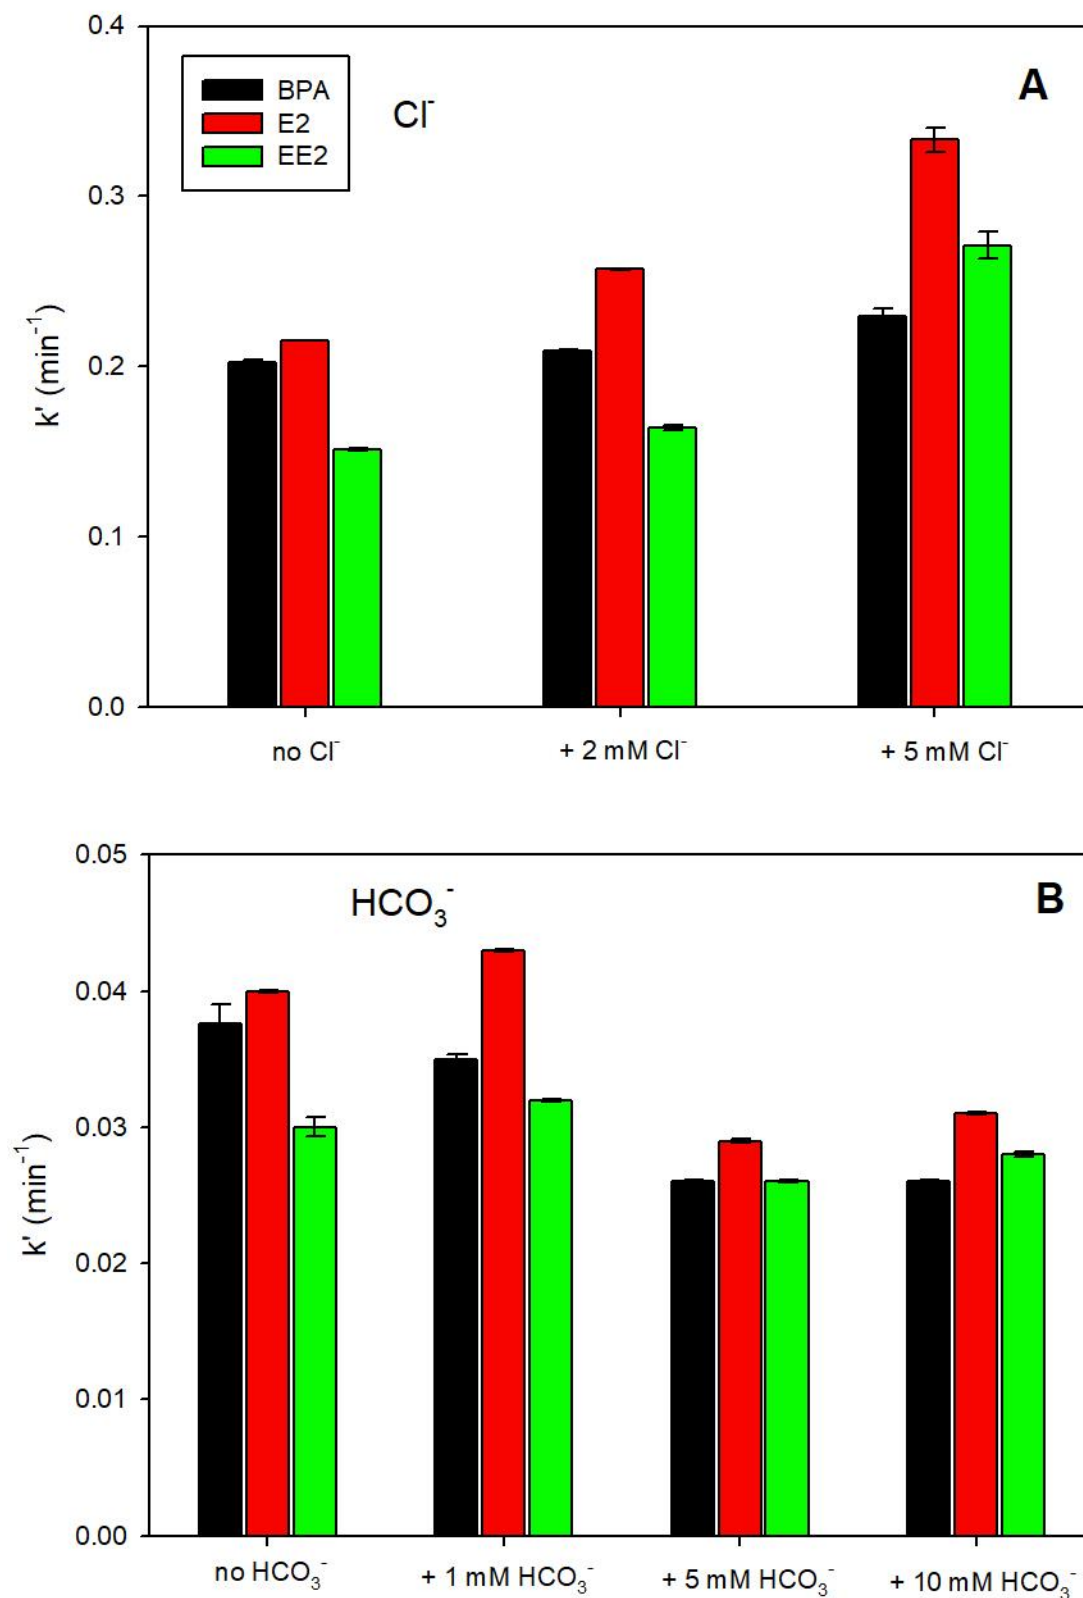 0.4
BPA
E2
EE2
Cl⁻
A
0.3
0.2
0.1
0.0
k' (min⁻¹)
no Cl⁻
+ 2 mM Cl⁻
+ 5 mM Cl⁻
0.05
HCO₃⁻
B
0.04
0.03
0.02
0.01
0.00
k' (min⁻¹)
no HCO₃⁻
+ 1 mM HCO₃⁻
+ 5 mM HCO₃⁻
+ 10 mM HCO₃⁻